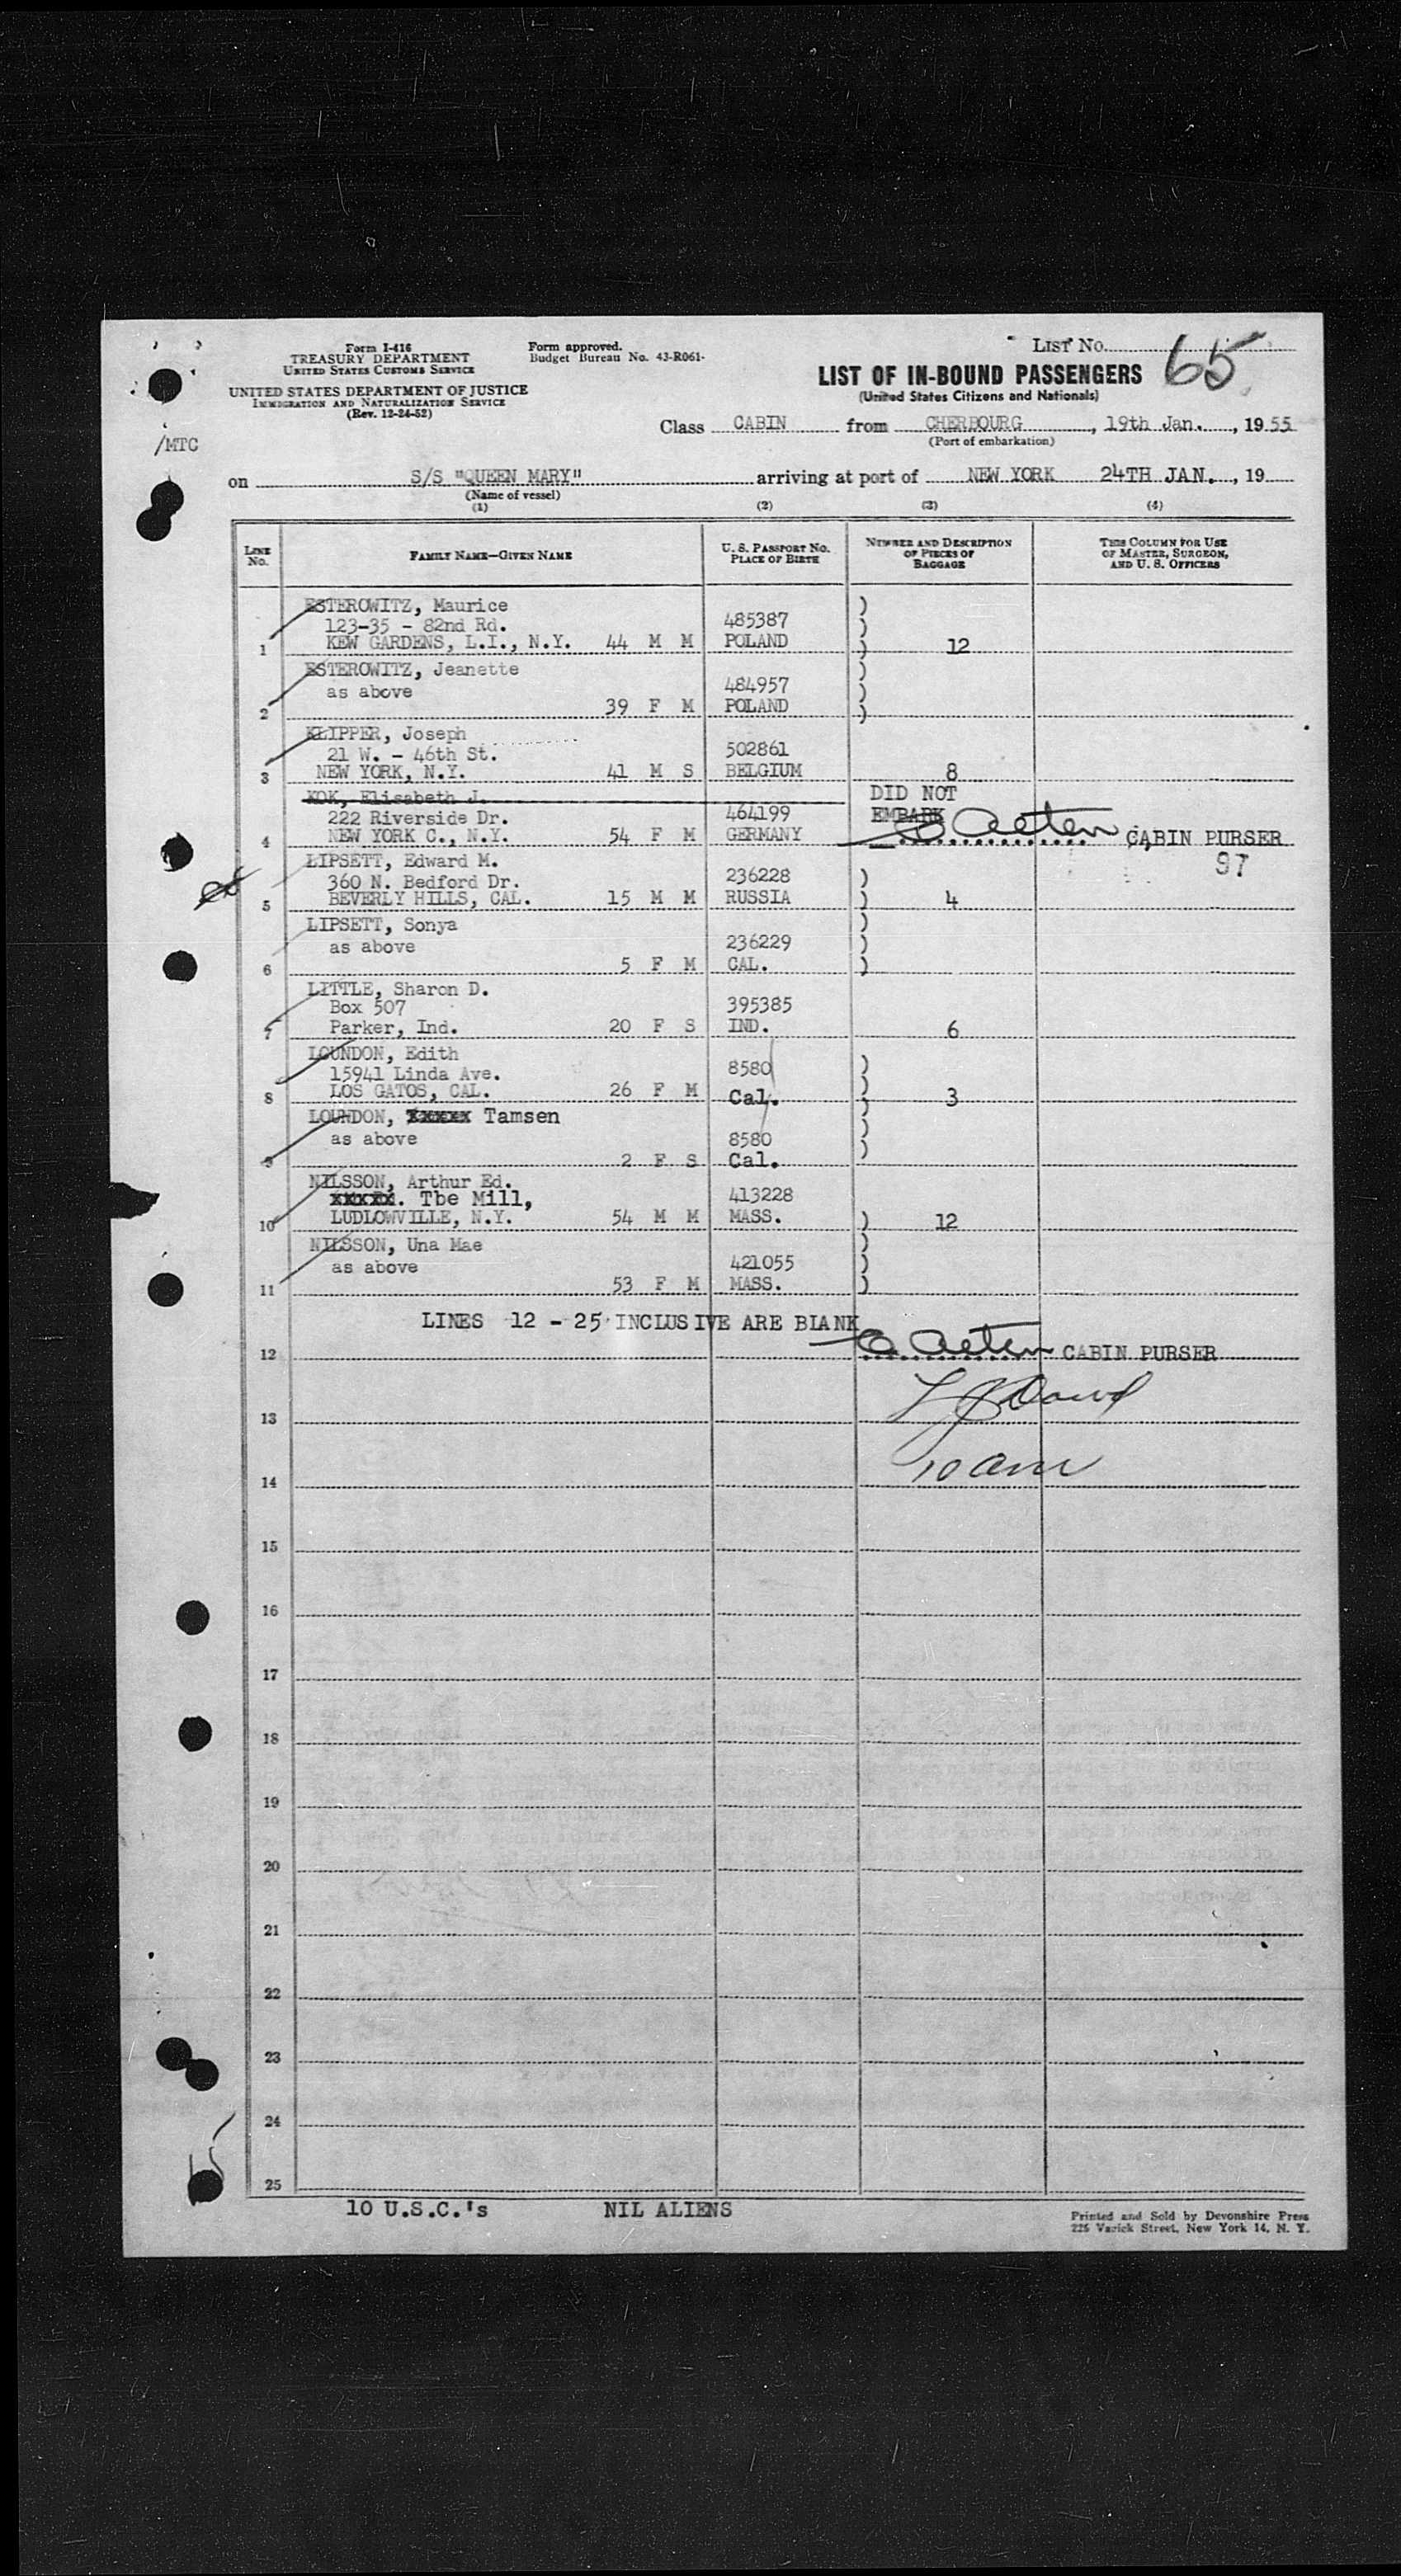 Form I-416
TREASURY DEPARTMENT
UNITED STATES CUSTOMS SERVICE
UNITED STATES DEPARTMENT OF JUSTICE
IMMIGRATION AND NATURALIZATION SERVICE
(Rev. 12-24-52)
/MTC
Form approved.
Budget Bureau No. 43-R061.
LIST No. 65
LIST OF IN-BOUND PASSENGERS
(United States Citizens and Nationals)
Class CABIN from CHERBOURG, 19th Jan., 1955
(Port of embarkation)
on S/S "QUEEN MARY" arriving at port of NEW YORK 24TH JAN., 19
(Name of vessel)
(1) (2) (3) (4)
LINE No. FAMILY NAME—GIVEN NAME U. S. PASSPORT NO. PLACE OF BIRTH NUMBER AND DESCRIPTION OF PIECES OF BAGGAGE THIS COLUMN FOR USE OF MASTER, SURGEON, AND U. S. OFFICERS
ESTEROWITZ, Maurice
123-35 - 82nd Rd. 485387
1 KEW GARDENS, L.I., N.Y. 44 M M POLAND 12
ESTEROWITZ, Jeanette
as above 484957
2 39 F M POLAND
KLIPPER, Joseph
21 W. - 46th St. 502861
3 NEW YORK, N.Y. 41 M S BELGIUM 8
KOK, Elisabeth J. DID NOT
222 Riverside Dr. 464199 EMBARK
4 NEW YORK C., N.Y. 54 F M GERMANY CABIN PURSER
97
LIPSETT, Edward M.
360 N. Bedford Dr. 236228
5 BEVERLY HILLS, CAL. 15 M M RUSSIA 4
LIPSETT, Sonya
as above 236229
6 5 F M CAL.
LITTLE, Sharon D.
Box 507 395385
7 Parker, Ind. 20 F S IND. 6
LOUNDON, Edith
15941 Linda Ave. 8580
8 LOS GATOS, CAL. 26 F M Cal. 3
LOUNDON, xxxxx Tamsen
as above 8580
9 2 F S Cal.
NILSSON, Arthur Ed.
xxxxx. Tbe Mill, 413228
10 LUDLOWVILLE, N.Y. 54 M M MASS. 12
NILSSON, Una Mae
as above 421055
11 53 F M MASS.
LINES 12 - 25 INCLUSIVE ARE BLANK
12 CABIN PURSER
13
14 10 am
15
16
17
18
19
20
21
22
23
24
25
10 U.S.C.'s NIL ALIENS
Printed and Sold by Devonshire Press
225 Varick Street, New York 14, N. Y.